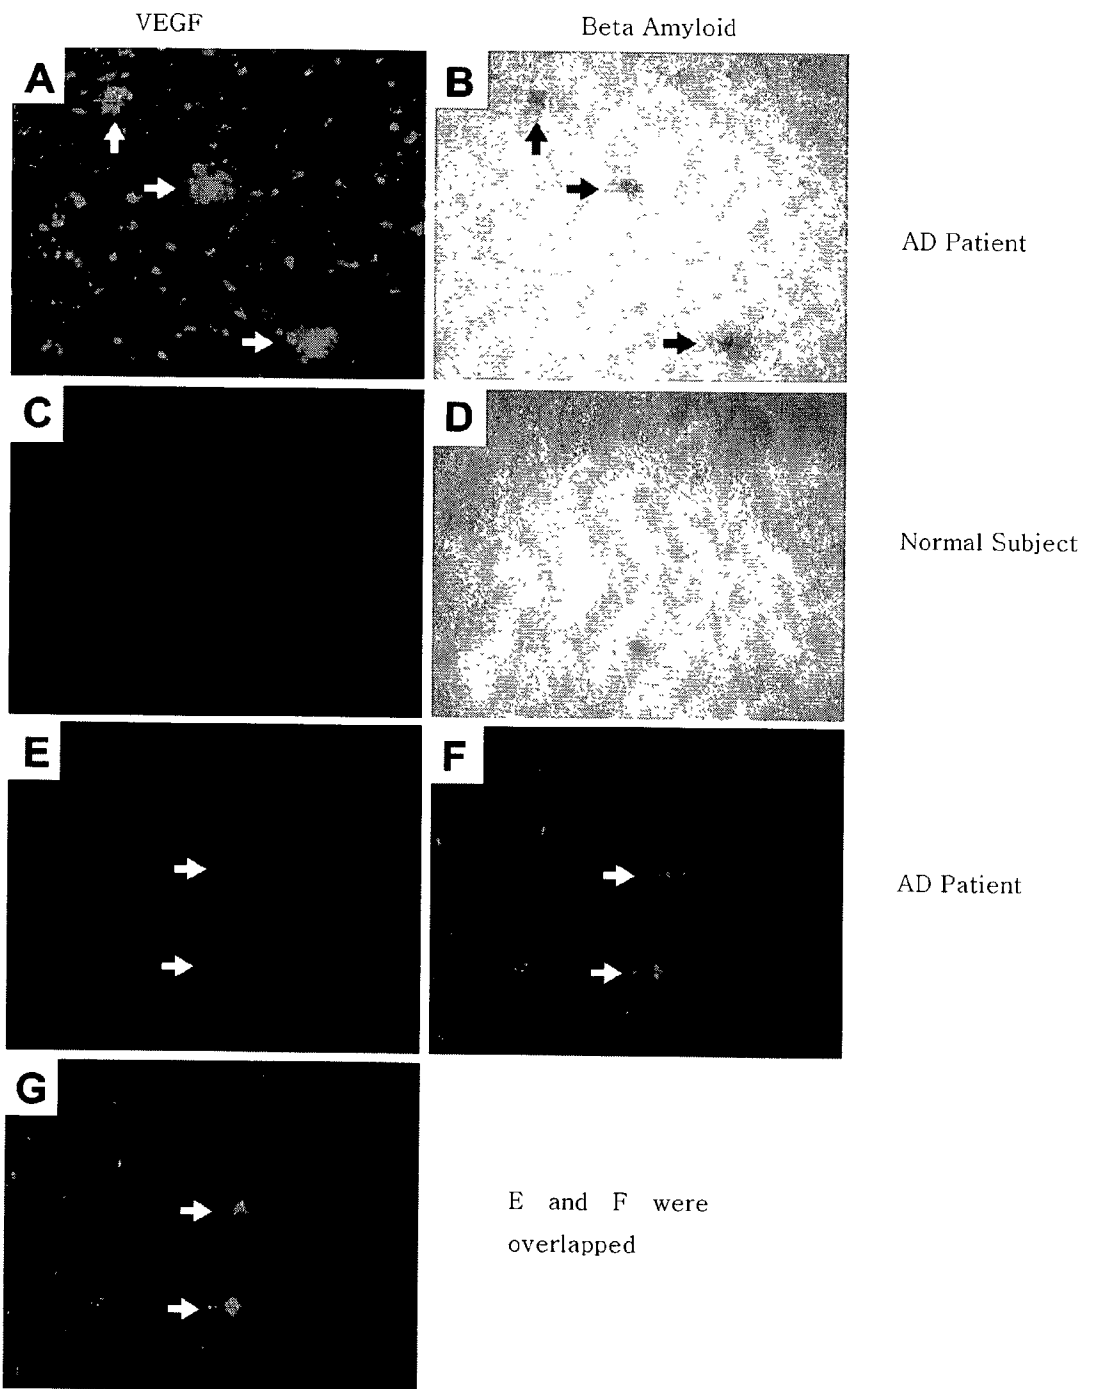 VEGF
Beta Amyloid
A
B
AD Patient
C
D
Normal Subject
E
F
AD Patient
G
E and F were
overlapped